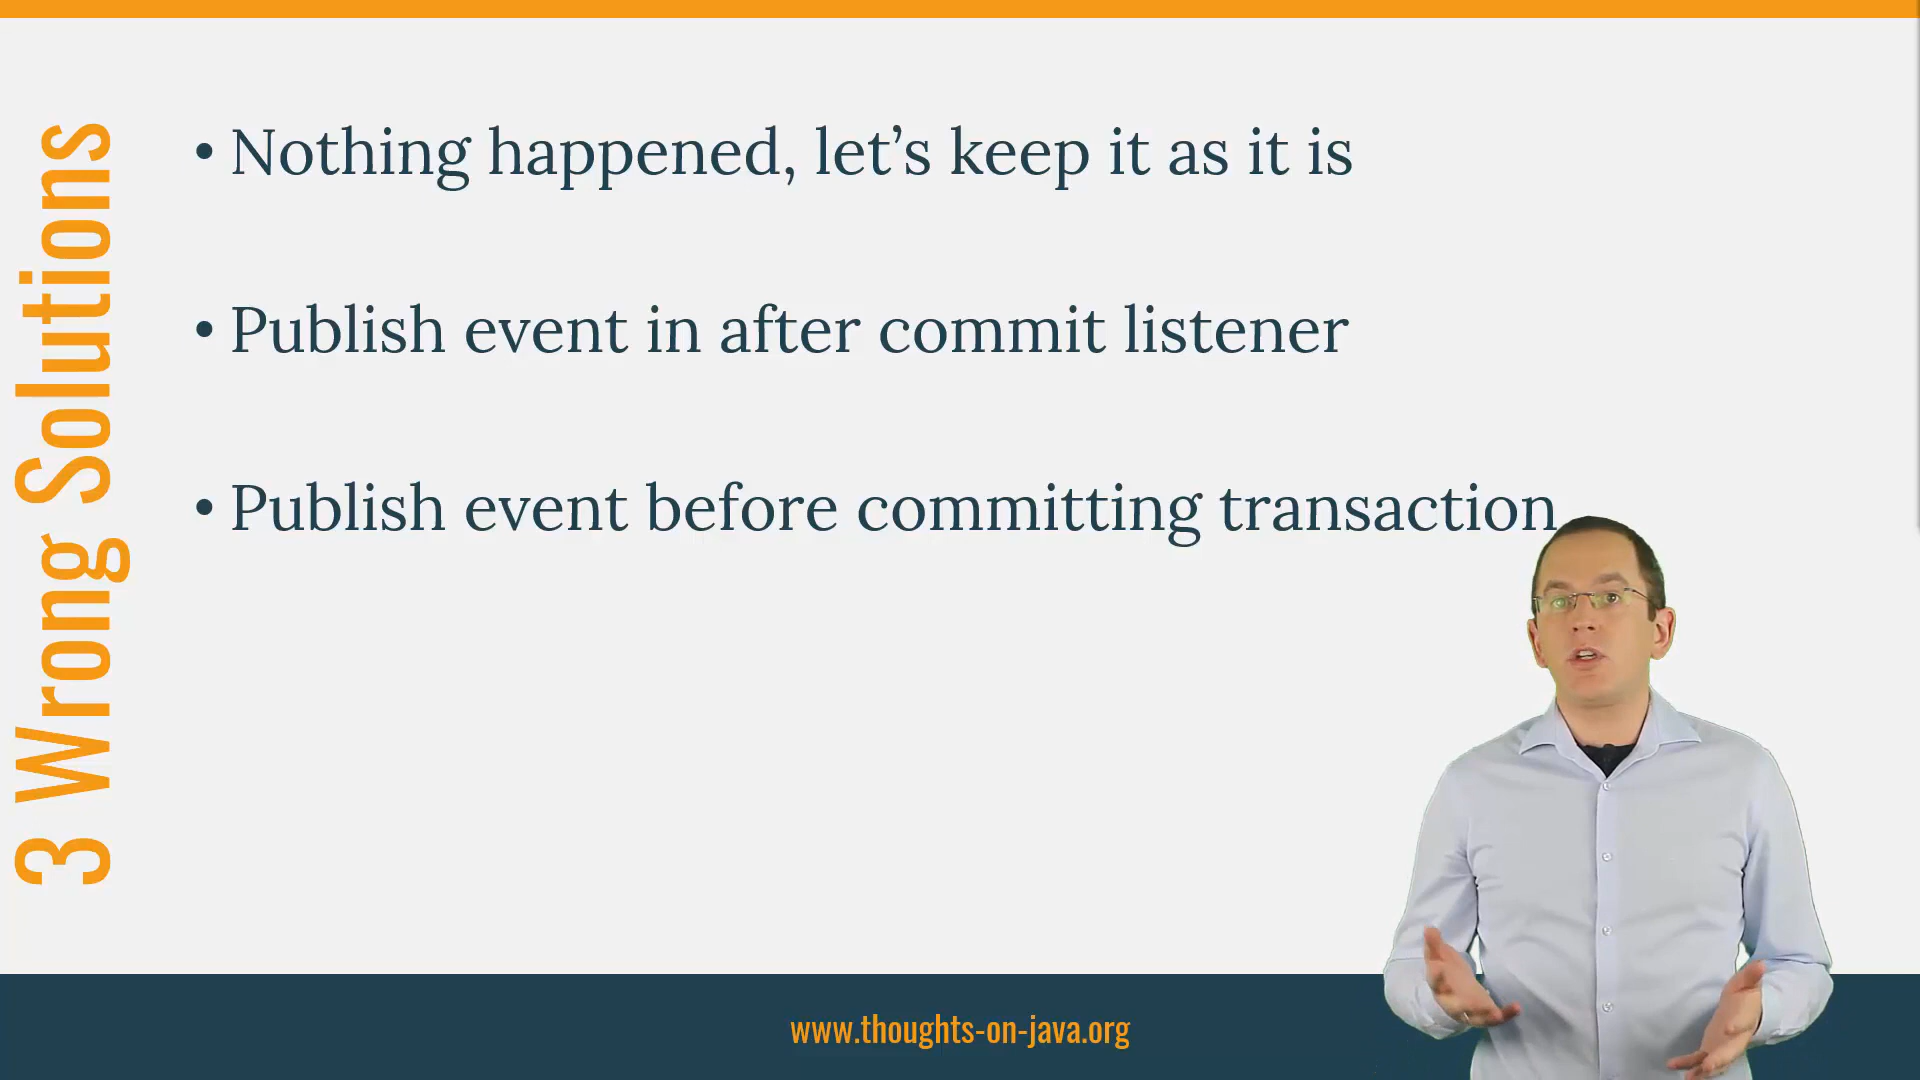 3 Wrong Solutions
• Nothing happened, let’s keep it as it is
• Publish event in after commit listener
• Publish event before committing transaction
www.thoughts-on-java.org